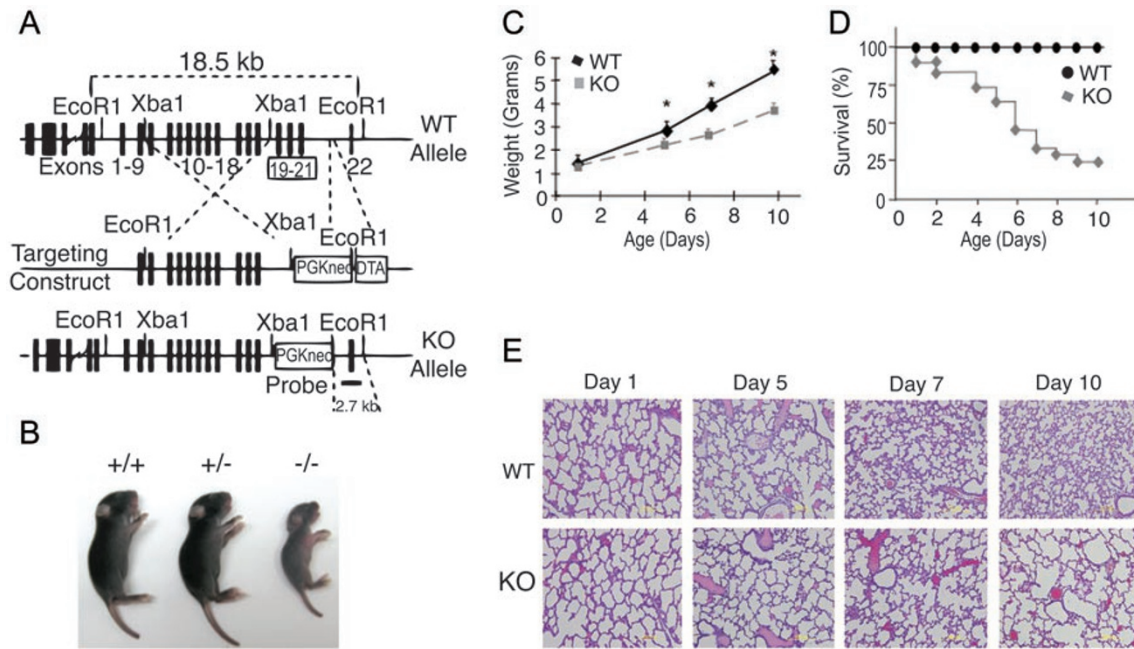 A
18.5 kb
EcoR1 Xba1 Xba1 EcoR1
WT
Allele
Exons 1-9 10-18 19-21 22
EcoR1 Xba1 EcoR1
Targeting
Construct
PGKneo DTA
EcoR1 Xba1 Xba1 EcoR1
KO
Allele
PGKneo
Probe
2.7 kb
B
+/+ +/- -/-
C
Weight (Grams)
6
5
4
3
2
1
0
WT
KO
* * *
0 2 4 6 8 10
Age (Days)
D
Survival (%)
100
75
50
25
0
WT
KO
0 2 4 6 8 10
Age (Days)
E
Day 1 Day 5 Day 7 Day 10
WT
KO